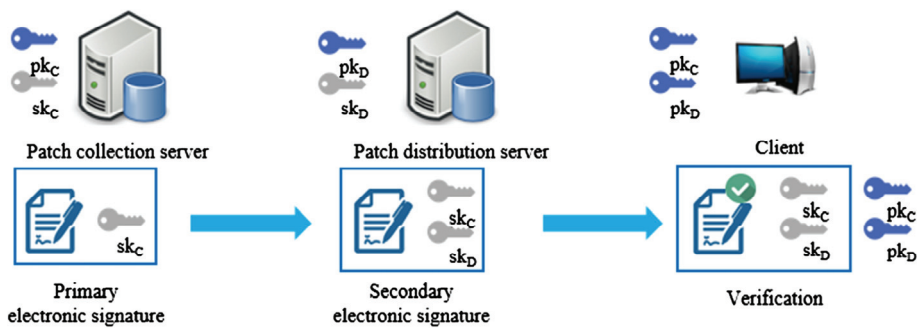 pkC
skC
Patch collection server
pkD
skD
Patch distribution server
pkC
pkD
Client
skC
Primary
electronic signature
skC
skD
Secondary
electronic signature
skC
skD
pkC
pkD
Verification